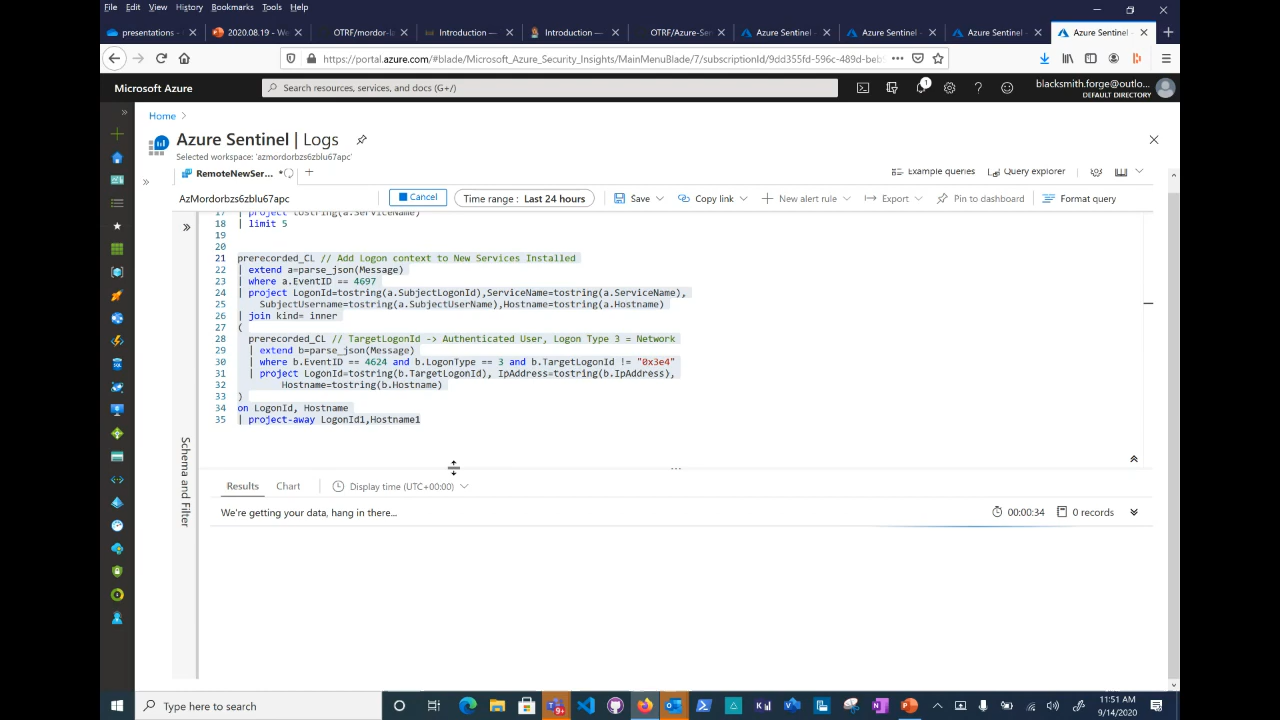 File Edit View History Bookmarks Tools Help
presentations -
2020.08.19 - We
OTRF/mordor-la
Introduction —
Introduction —
OTRF/Azure-Se
Azure Sentinel -
Azure Sentinel -
Azure Sentinel -
Azure Sentinel -
https://portal.azure.com/#blade/Microsoft_Azure_Security_Insights/MainMenuBlade/7/subscriptionId/9dd355fd-596c-489d-beb
Microsoft Azure
Search resources, services, and docs (G+/)
1
blacksmith.forge@outlo...
DEFAULT DIRECTORY
Home >
Azure Sentinel | Logs
Selected workspace: 'azmordorbzs6zblu67apc'
RemoteNewSer... *
Example queries
Query explorer
AzMordorbzs6zblu67apc
Cancel
Time range : Last 24 hours
Save
Copy link
New alert rule
Export
Pin to dashboard
Format query
17 | project tostring(a.ServiceName)
18 | limit 5
19
20
21 prerecorded_CL // Add Logon context to New Services Installed
22 | extend a=parse_json(Message)
23 | where a.EventID == 4697
24 | project LogonId=tostring(a.SubjectLogonId),ServiceName=tostring(a.ServiceName),
25 SubjectUsername=tostring(a.SubjectUserName),Hostname=tostring(a.Hostname)
26 | join kind= inner
27 (
28 prerecorded_CL // TargetLogonId -> Authenticated User, Logon Type 3 = Network
29 | extend b=parse_json(Message)
30 | where b.EventID == 4624 and b.LogonType == 3 and b.TargetLogonId != "0x3e4"
31 | project LogonId=tostring(b.TargetLogonId), IpAddress=tostring(b.IpAddress),
32 Hostname=tostring(b.Hostname)
33 )
34 on LogonId, Hostname
35 | project-away LogonId1,Hostname1
Schema and Filter
Results
Chart
Display time (UTC+00:00)
We're getting your data, hang in there...
00:00:34
0 records
Type here to search
9+
11:51 AM
9/14/2020